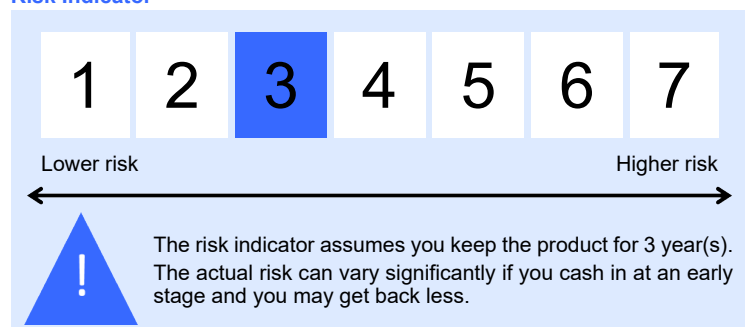 Risk indicator
1 2 3 4 5 6 7
Lower risk Higher risk
!
The risk indicator assumes you keep the product for 3 year(s).
The actual risk can vary significantly if you cash in at an early
stage and you may get back less.